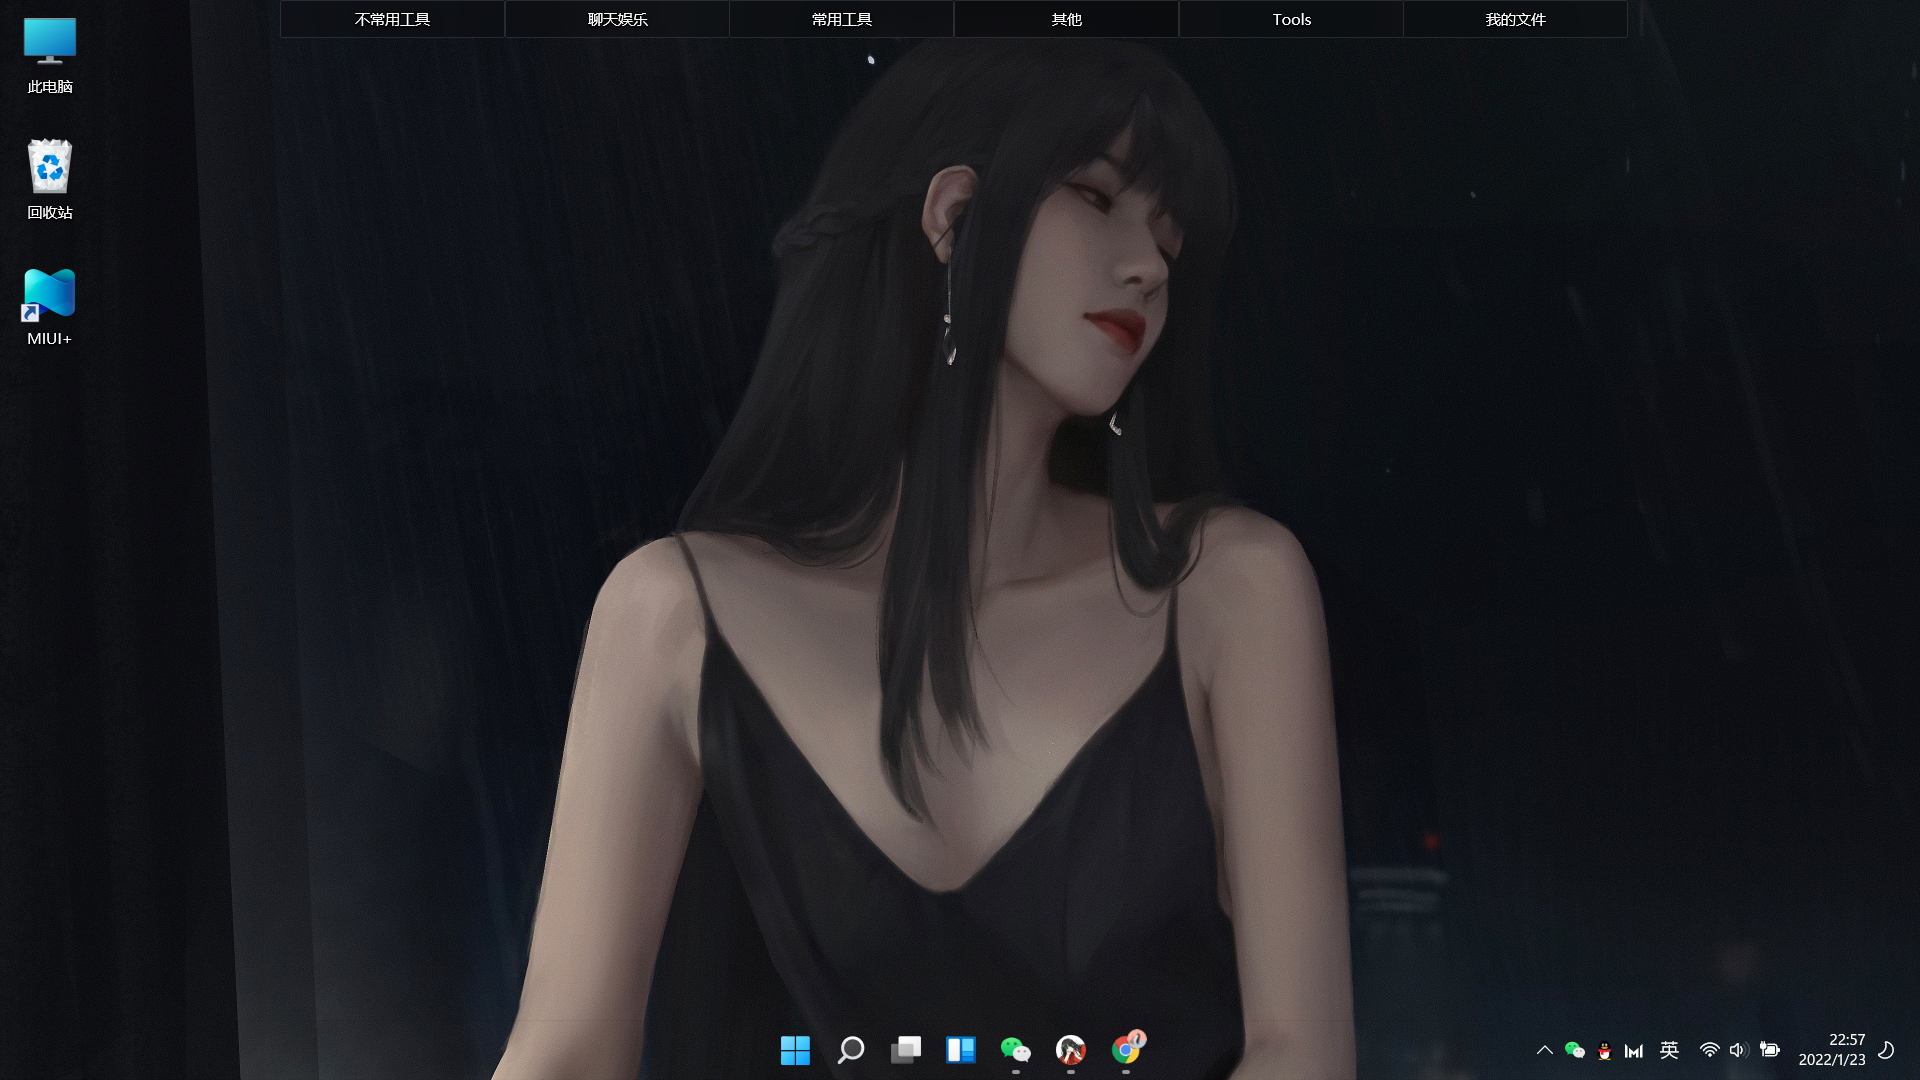 不常用工具
聊天娱乐
常用工具
其他
Tools
我的文件
此电脑
回收站
MIUI+
英
22:57
2022/1/23